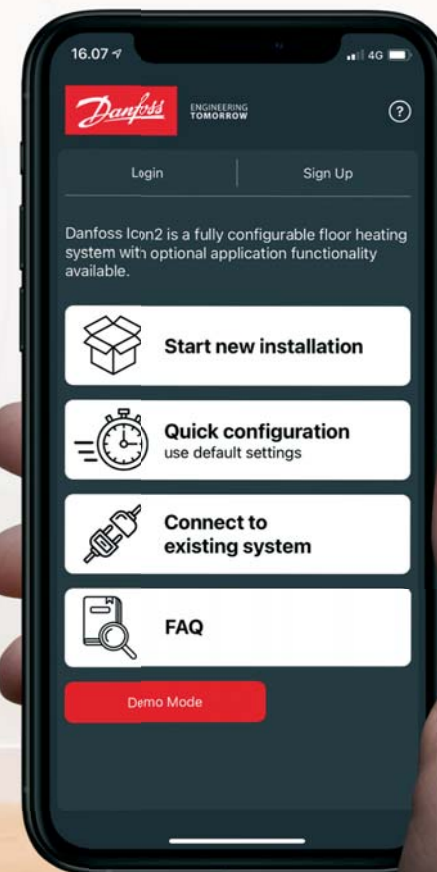 16.07
4G
Danfoss
ENGINEERING
TOMORROW
?
Login
Sign Up
Danfoss Icon2 is a fully configurable floor heating
system with optional application functionality
available.
Start new installation
Quick configuration
use default settings
Connect to
existing system
FAQ
Demo Mode